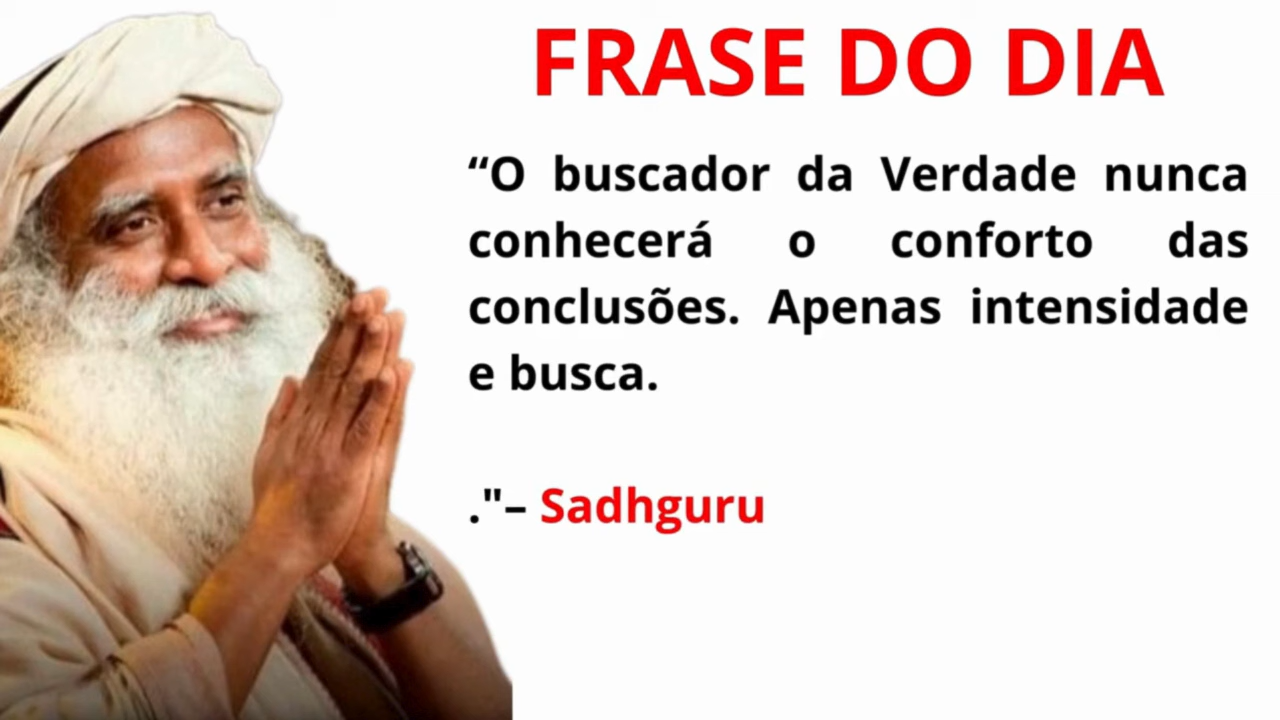 FRASE DO DIA
“O buscador da Verdade nunca
conhecerá o conforto das
conclusões. Apenas intensidade
e busca.
."– Sadhguru